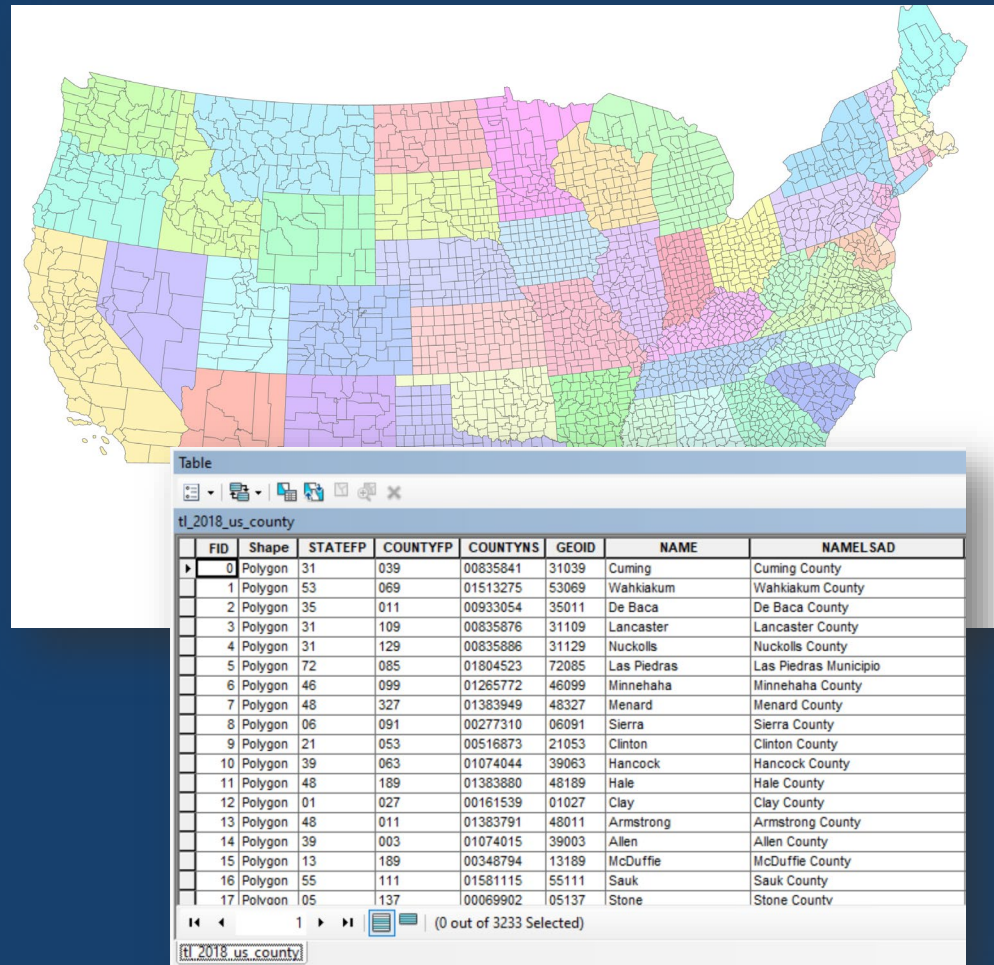 Table
tl_2018_us_county
FID Shape STATEFP COUNTYFP COUNTYNS GEOID NAME NAMELSAD
0 Polygon 31 039 00835841 31039 Cuming Cuming County
1 Polygon 53 069 01513275 53069 Wahkiakum Wahkiakum County
2 Polygon 35 011 00933054 35011 De Baca De Baca County
3 Polygon 31 109 00835876 31109 Lancaster Lancaster County
4 Polygon 31 129 00835886 31129 Nuckolls Nuckolls County
5 Polygon 72 085 01804523 72085 Las Piedras Las Piedras Municipio
6 Polygon 46 099 01265772 46099 Minnehaha Minnehaha County
7 Polygon 48 327 01383949 48327 Menard Menard County
8 Polygon 06 091 00277310 06091 Sierra Sierra County
9 Polygon 21 053 00516873 21053 Clinton Clinton County
10 Polygon 39 063 01074044 39063 Hancock Hancock County
11 Polygon 48 189 01383880 48189 Hale Hale County
12 Polygon 01 027 00161539 01027 Clay Clay County
13 Polygon 48 011 01383791 48011 Armstrong Armstrong County
14 Polygon 39 003 01074015 39003 Allen Allen County
15 Polygon 13 189 00348794 13189 McDuffie McDuffie County
16 Polygon 55 111 01581115 55111 Sauk Sauk County
17 Polygon 05 137 00069902 05137 Stone Stone County
1 (0 out of 3233 Selected)
tl_2018_us_county